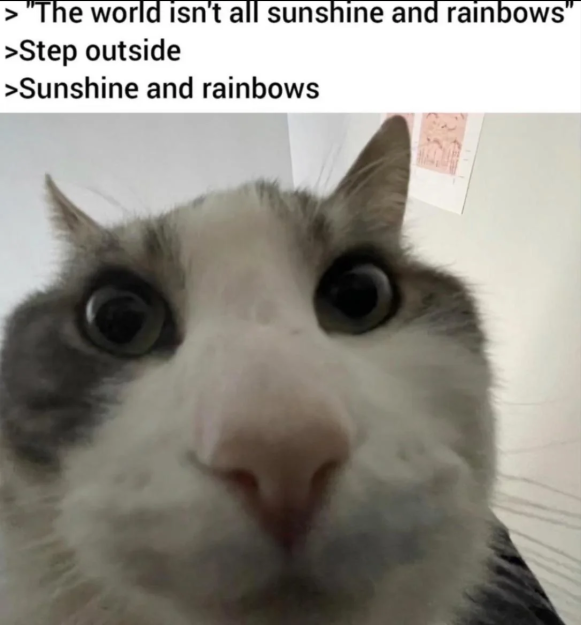 > "The world isn't all sunshine and rainbows"
>Step outside
>Sunshine and rainbows